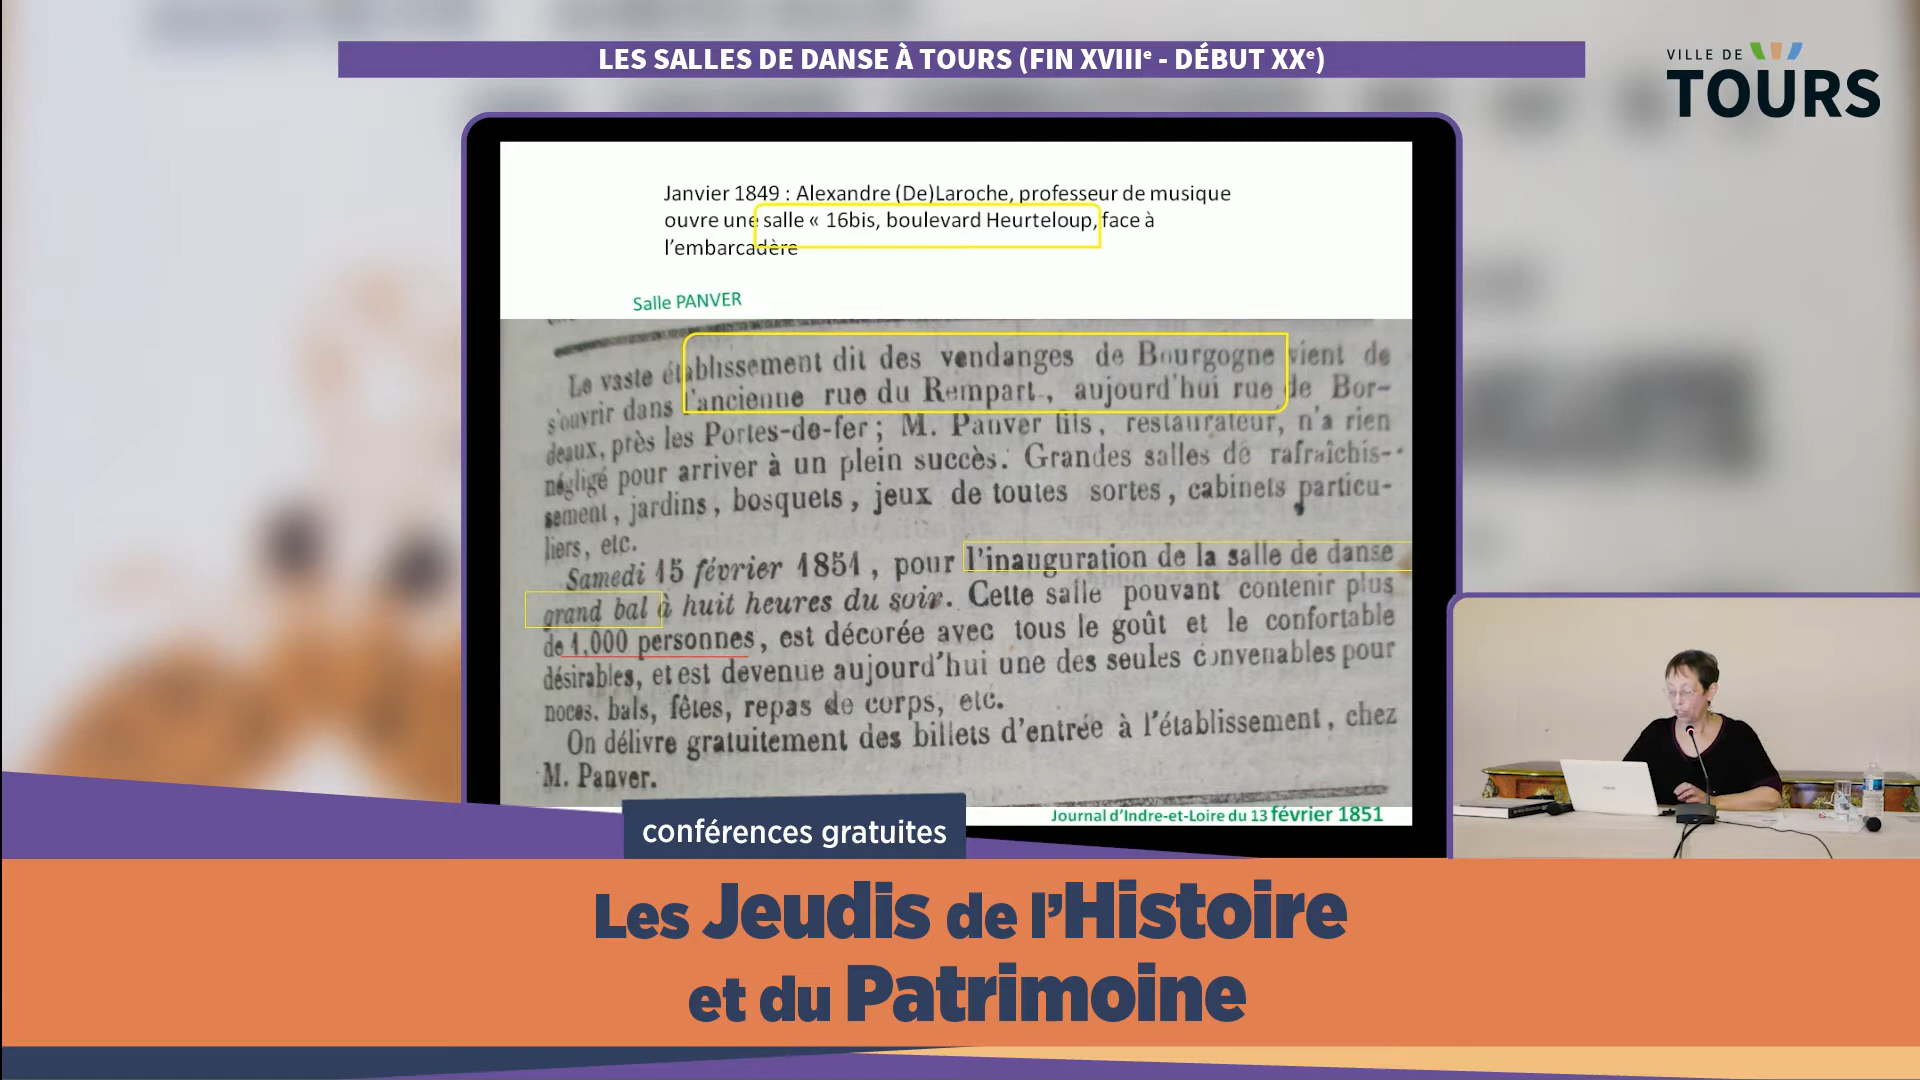 LES SALLES DE DANSE À TOURS (FIN XVIIIe - DÉBUT XXe)
VILLE DE
TOURS
Janvier 1849 : Alexandre (De)Laroche, professeur de musique
ouvre une salle « 16bis, boulevard Heurteloup, face à
l'embarcadère
Salle PANVER
Le vaste établissement dit des vendanges de Bourgogne vient de
s'ouvrir dans l'ancienne rue du Rempart, aujourd'hui rue de Bor-
deaux, près les Portes-de-fer; M. Panver fils, restaurateur, n'a rien
négligé pour arriver à un plein succès. Grandes salles de rafraîchis-
sement, jardins, bosquets, jeux de toutes sortes, cabinets particu-
liers, etc.
Samedi 15 février 1851, pour l'inauguration de la salle de danse
grand bal à huit heures du soir. Cette salle pouvant contenir plus
de 1,000 personnes, est décorée avec tous le goût et le confortable
désirables, et est devenue aujourd'hui une des seules convenables pour
noces, bals, fêtes, repas de corps, etc.
On délivre gratuitement des billets d'entrée à l'établissement, chez
M. Panver.
Journal d'Indre-et-Loire du 13 février 1851
conférences gratuites
Les Jeudis de l'Histoire
et du Patrimoine